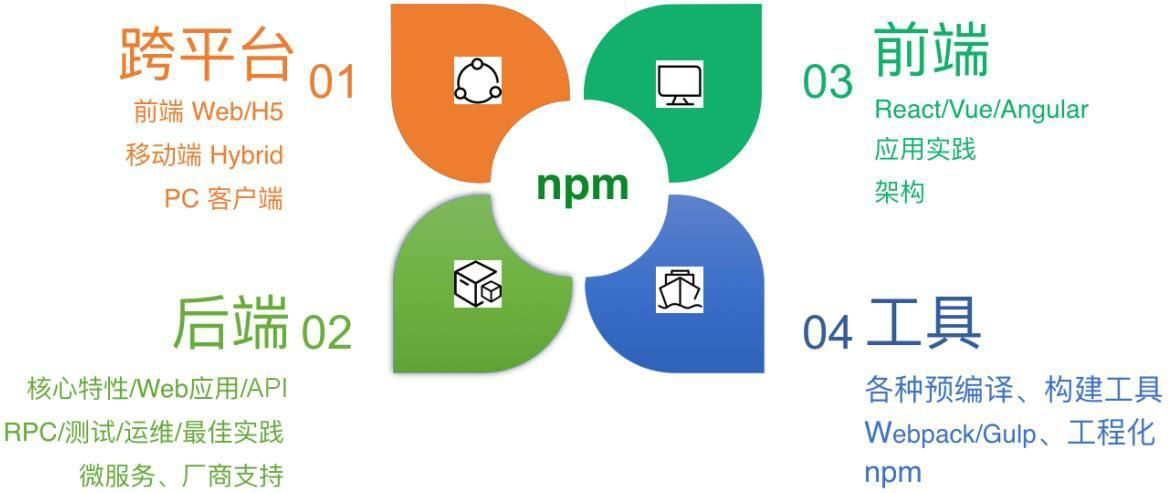 跨平台
01
前端 Web/H5
移动端 Hybrid
PC 客户端
后端
02
核心特性/Web应用/API
RPC/测试/运维/最佳实践
微服务、厂商支持
npm
03
前端
React/Vue/Angular
应用实践
架构
04
工具
各种预编译、构建工具
Webpack/Gulp、工程化
npm